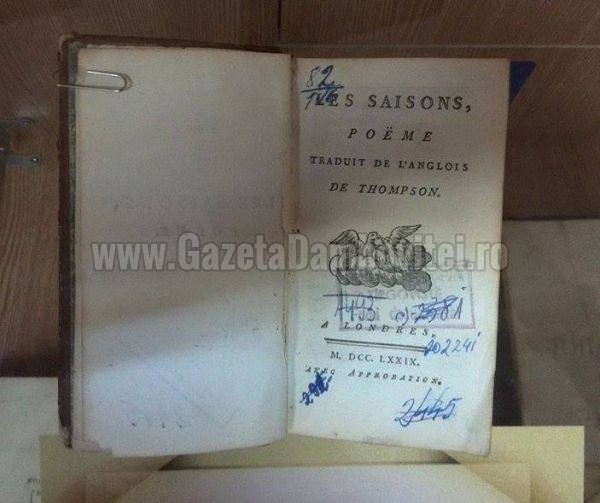 82
LES SAISONS,
POËME
TRADUIT DE L'ANGLOIS
DE THOMPSON.
www.GazetaDambovitei.ro
1493
A LONDRES,
202241
M. DCC. LXXIX.
AVEC APPROBATION.
2445